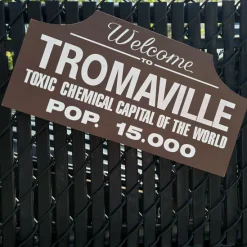 Welcome
TO
TROMAVILLE
TOXIC CHEMICAL CAPITAL OF THE WORLD
POP. 15.000